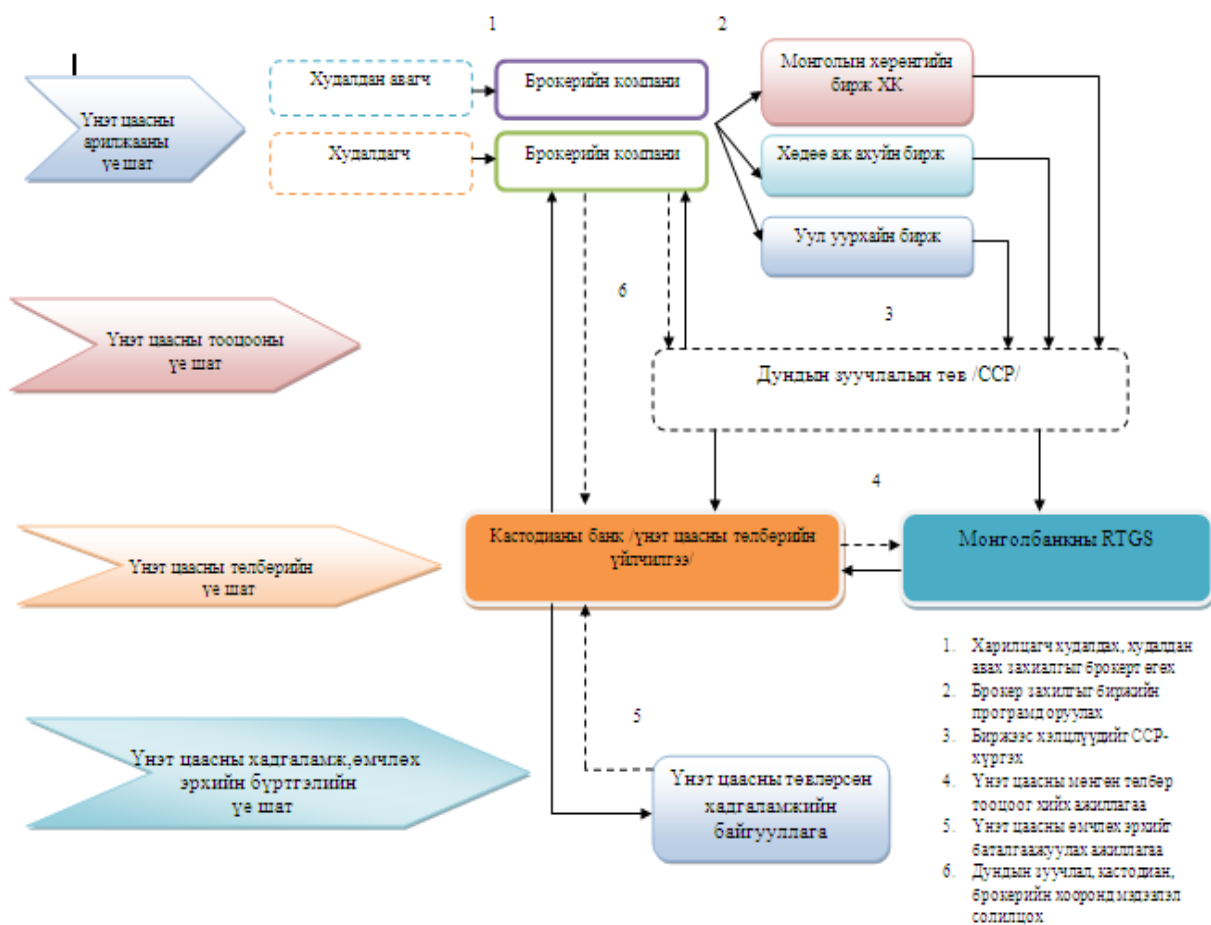 1
2
Үнэт цаасны
арилжааны
үе шат
Худалдан авагч
Брокерийн компани
Монголын хөрөнгийн
бирж ХК
Худалдагч
Брокерийн компани
Хөдөө аж ахуйн бирж
Уул уурхайн бирж
6
3
Үнэт цаасны тооцооны
үе шат
Дундын зуучлалын төв /ССР/
4
Үнэт цаасны төлбөрийн
үе шат
Кастодианы банк /үнэт цаасны төлбөрийн
үйлчилгээ/
Монголбанкны RTGS
5
Үнэт цаасны хадгаламж,өмчлөх
эрхийн бүртгэлийн
үе шат
Үнэт цаасны төвлөрсөн
хадгаламжийн
байгууллага
1. Харилцагч худалдах, худалдан
авах захиалгыг брокерт өгөх
2. Брокер захилгыг биржийн
программд оруулах
3. Биржээс хэлцлүүдийг ССР-
хүргэх
4. Үнэт цаасны мөнгөн төлбөр
тооцоог хийх ажиллагаа
5. Үнэт цаасны өмчлөх эрхийг
баталгаажуулах ажиллагаа
6. Дундын зуучлал, кастодиан,
брокерийн хооронд мэдээлэл
солилцох